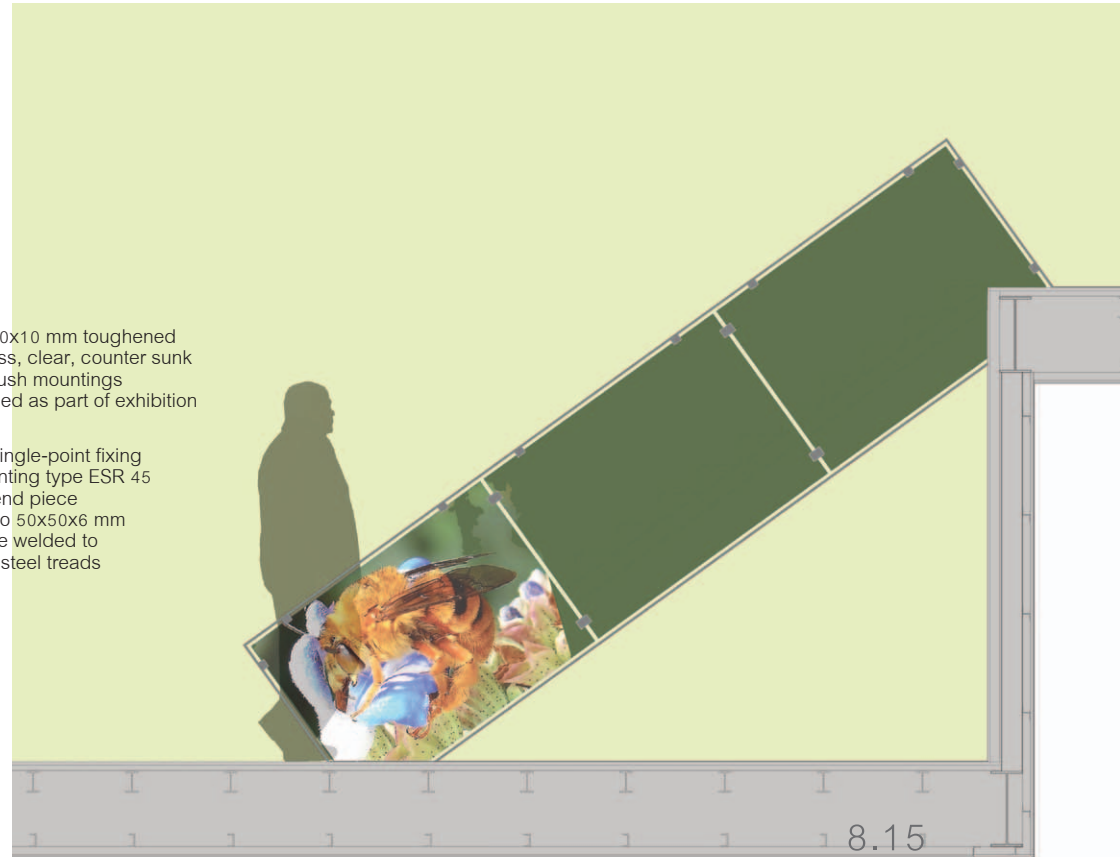 0x10 mm toughened
ss, clear, counter sunk
ush mountings
ed as part of exhibition
ingle-point fixing
nting type ESR 45
end piece
o 50x50x6 mm
e welded to
steel treads
8.15